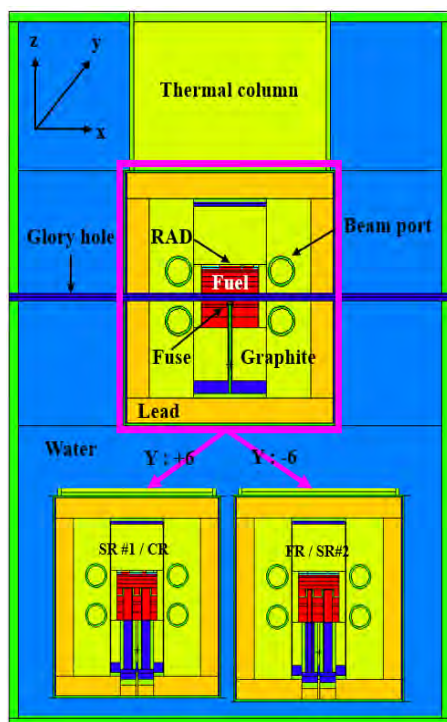 z
y
x
Thermal column
Glory hole
RAD
Beam port
Fuel
Fuse
Graphite
Lead
Water
Y : +6
Y : -6
SR #1 / CR
FR / SR#2